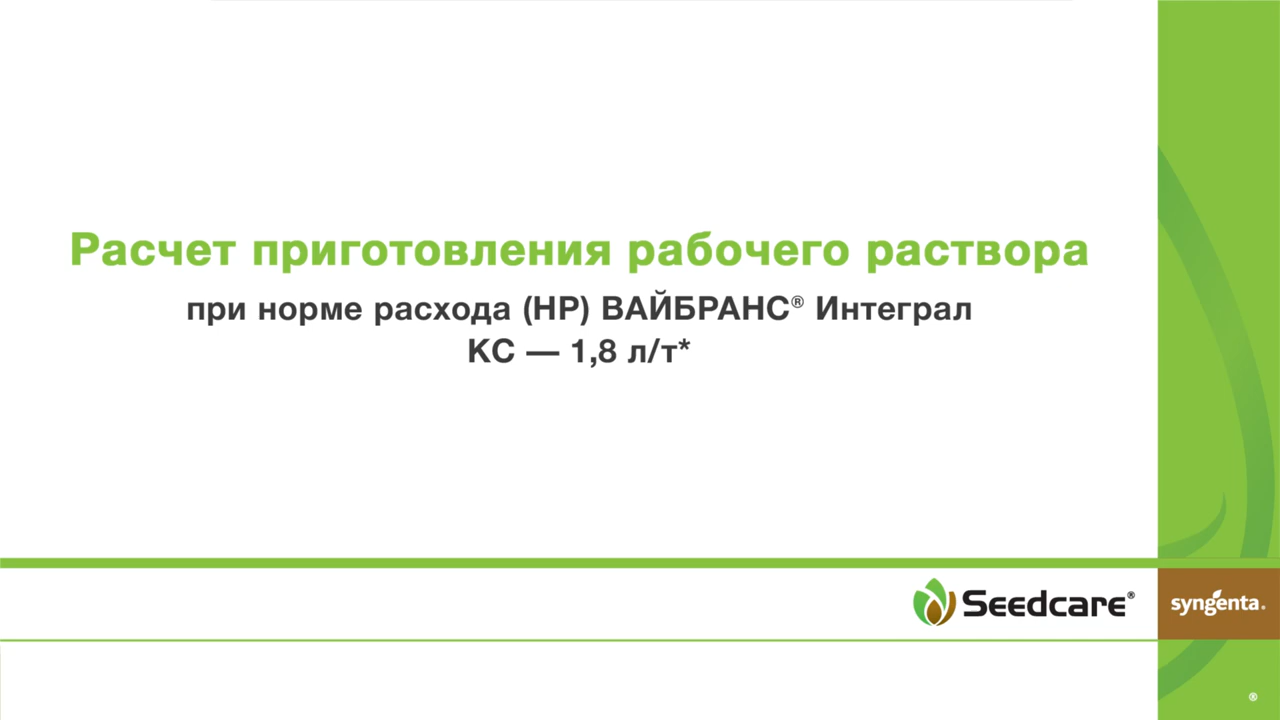 Расчет приготовления рабочего раствора
при норме расхода (НР) ВАЙБРАНС® Интеграл
КС — 1,8 л/т*
Seedcare®
syngenta®
®